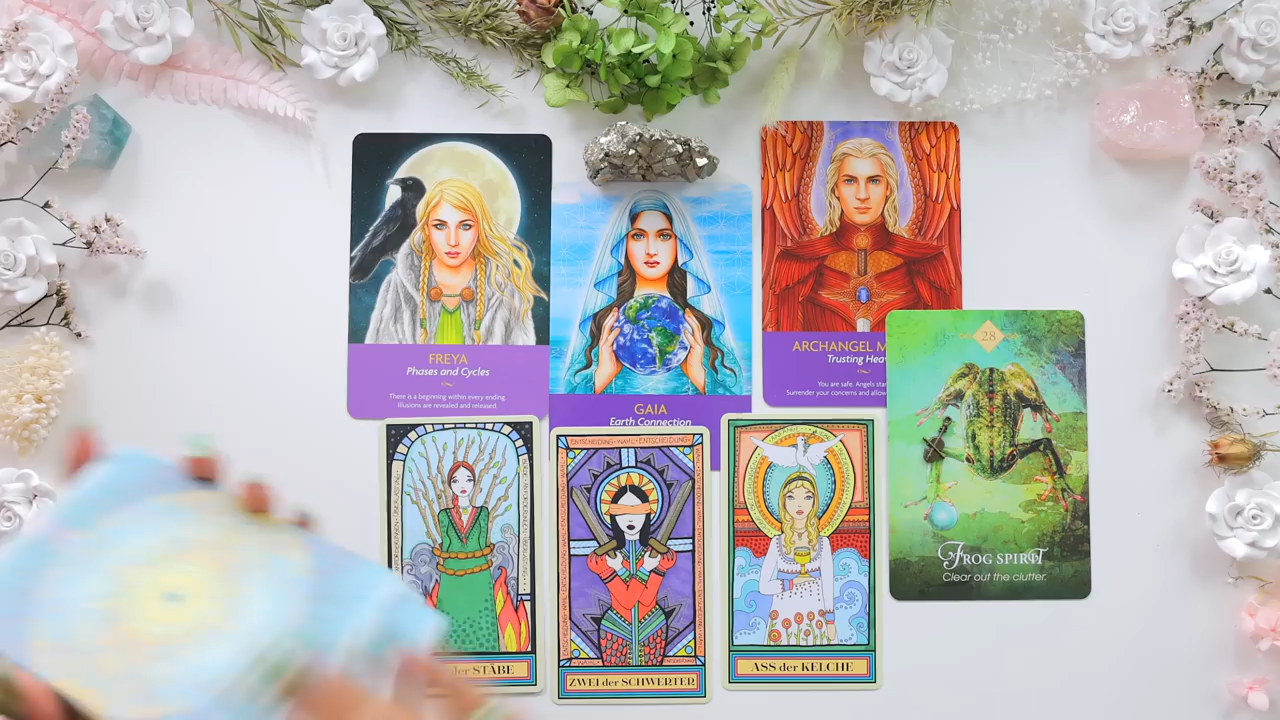 FREYA
Phases and Cycles
There is a beginning within every ending.
Illusions are revealed and released.
GAIA
Earth Connection
ARCHANGEL M
Trusting Heav
You are safe. Angels stan
Surrender your concerns and allow
28
FROG SPIRIT
Clear out the clutter.
ENTSCHEIDUNG • WAHL • ENTSCHEIDUNG
der STÄBE
ZWEI der SCHWERTER
ASS der KELCHE